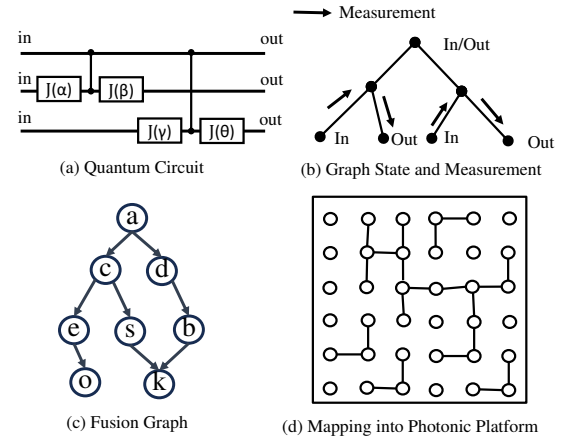 in
out
in
J(α)
J(β)
out
in
J(γ)
J(θ)
out
(a) Quantum Circuit
Measurement
In/Out
In
Out
In
Out
(b) Graph State and Measurement
a
c
d
e
s
b
o
k
(c) Fusion Graph
(d) Mapping into Photonic Platform